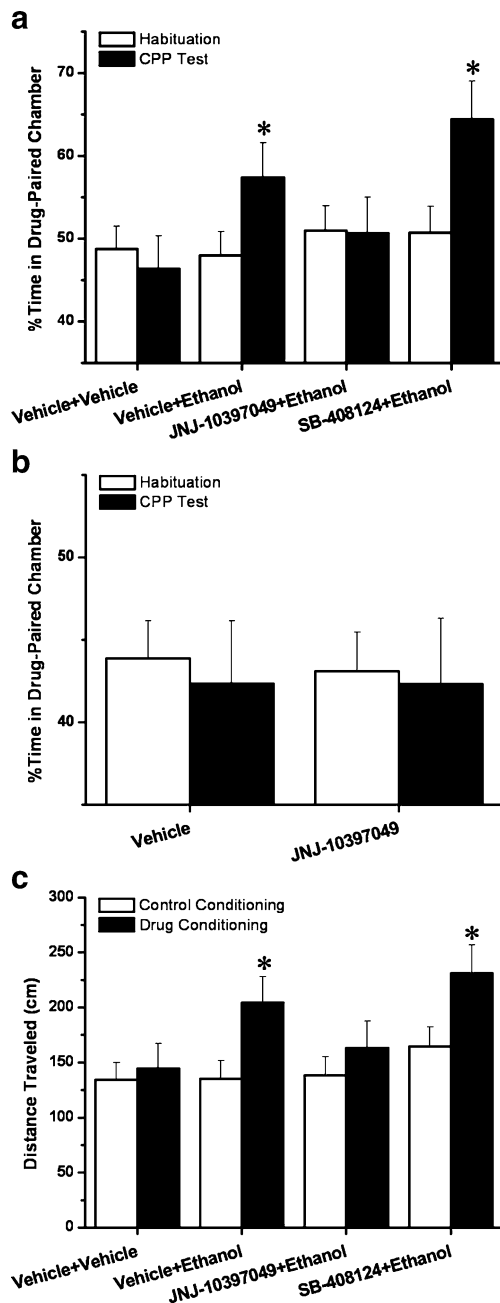 a
Habituation
CPP Test
%Time in Drug-Paired Chamber
70
60
50
40
*
*
Vehicle+Vehicle
Vehicle+Ethanol
JNJ-10397049+Ethanol
SB-408124+Ethanol
b
Habituation
CPP Test
%Time in Drug-Paired Chamber
50
40
Vehicle
JNJ-10397049
c
Control Conditioning
Drug Conditioning
Distance Traveled (cm)
300
250
200
150
100
50
0
*
*
Vehicle+Vehicle
Vehicle+Ethanol
JNJ-10397049+Ethanol
SB-408124+Ethanol